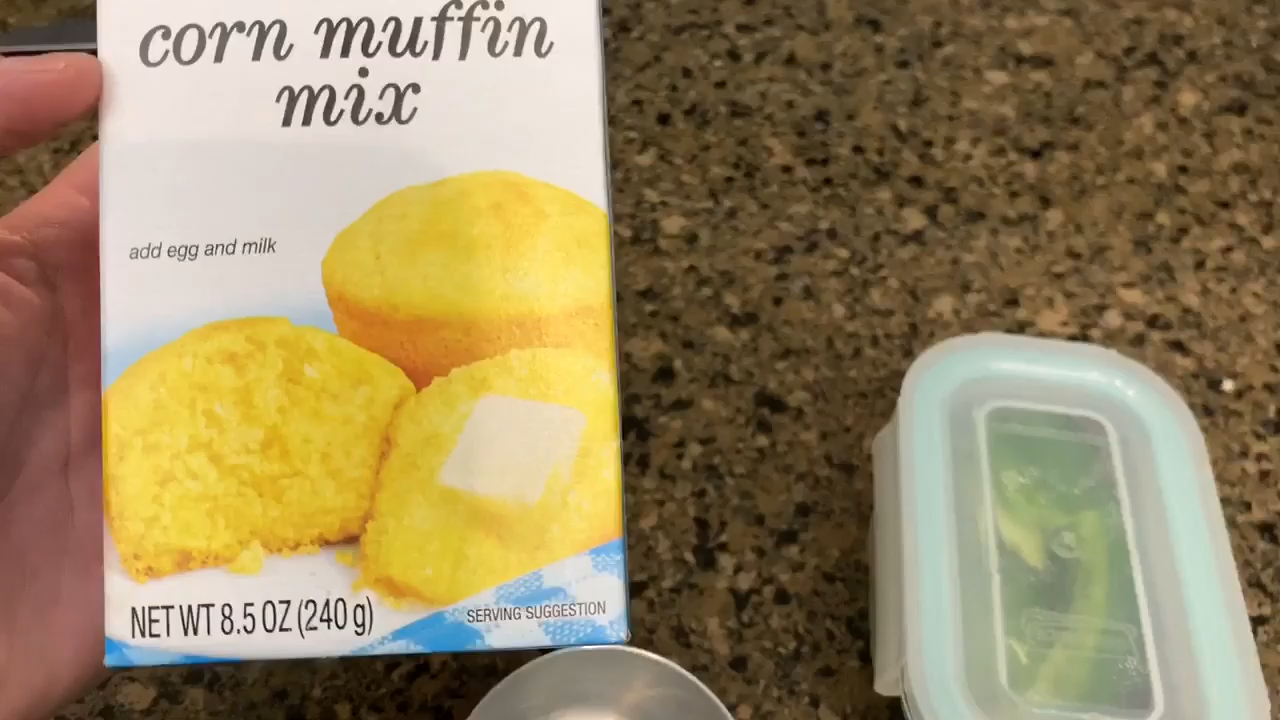 corn muffin
mix
add egg and milk
NET WT 8.5 OZ (240 g)
SERVING SUGGESTION